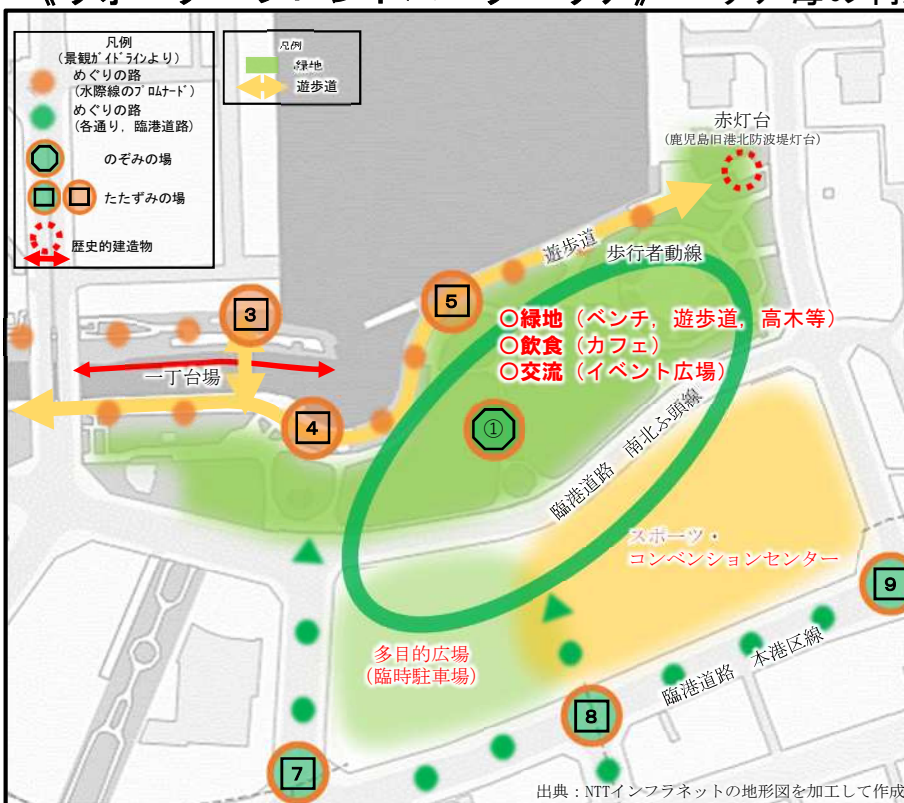 凡例
(景観ガイドラインより)
めぐりの路
(水際線のプロムナード)
めぐりの路
(各通り，臨港道路)
のぞみの場
たたずみの場
歴史的建造物
凡例
緑地
遊歩道
赤灯台
(鹿児島旧港北防波堤灯台)
遊歩道
歩行者動線
3
5
○緑地（ベンチ，遊歩道，高木等）
○飲食（カフェ）
○交流（イベント広場）
一丁台場
4
①
臨港道路 南北ふ頭線
スポーツ・
コンベンションセンター
9
多目的広場
(臨時駐車場)
臨港道路 本港区線
8
7
出典：NTTインフラネットの地形図を加工して作成